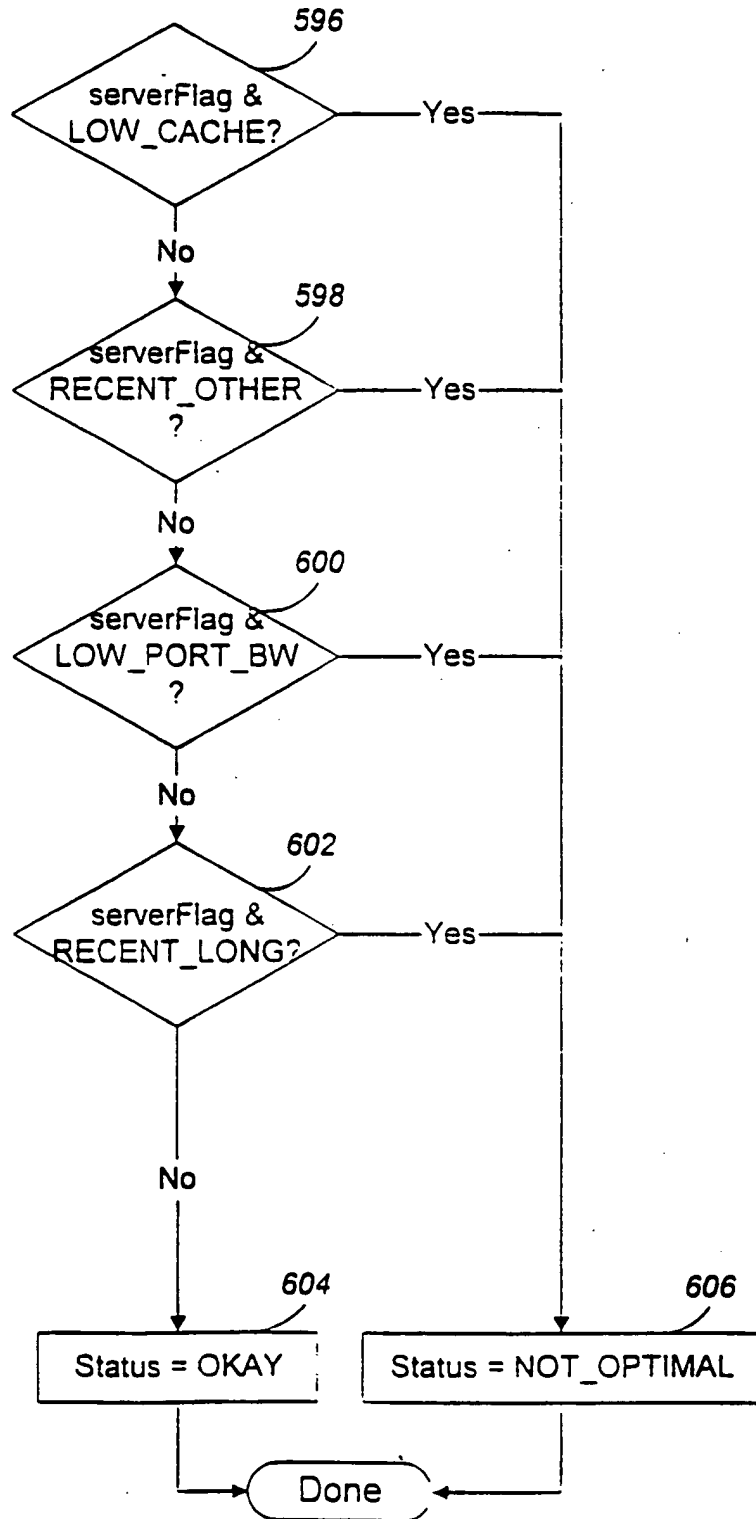 596
serverFlag &
LOW_CACHE?
Yes
No
598
serverFlag &
RECENT_OTHER
?
Yes
No
600
serverFlag &
LOW_PORT_BW
?
Yes
No
602
serverFlag &
RECENT_LONG?
Yes
No
604
606
Status = OKAY
Status = NOT_OPTIMAL
Done